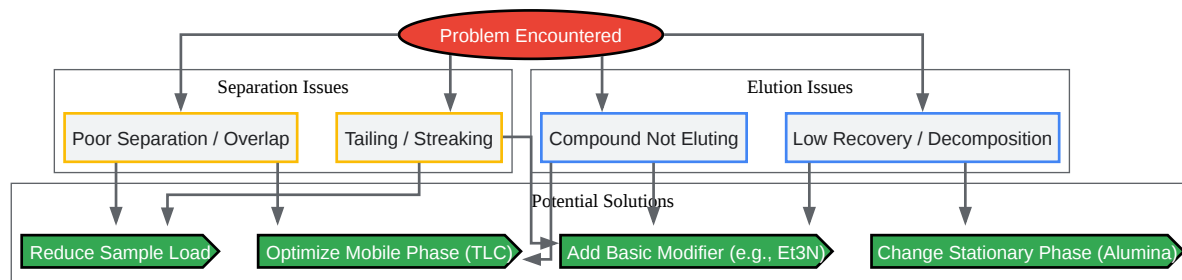 Problem Encountered
Separation Issues
Elution Issues
Poor Separation / Overlap
Tailing / Streaking
Compound Not Eluting
Low Recovery / Decomposition
Potential Solutions
Reduce Sample Load
Optimize Mobile Phase (TLC)
Add Basic Modifier (e.g., Et3N)
Change Stationary Phase (Alumina)